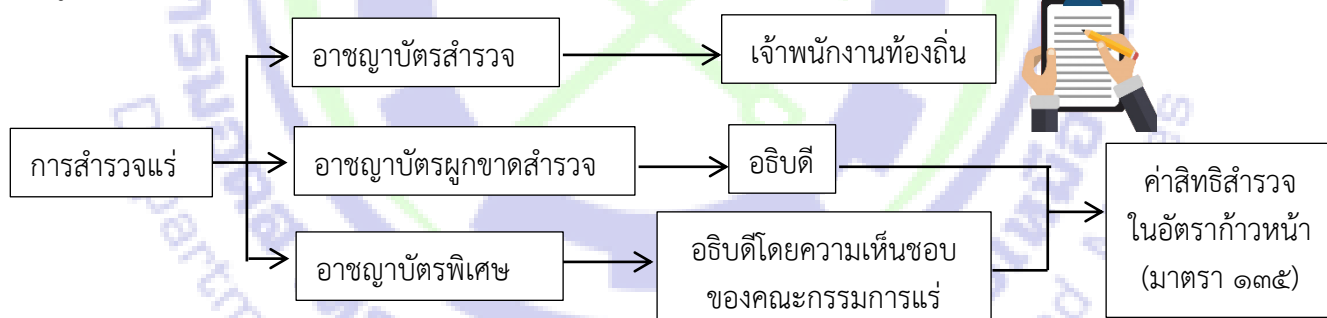 อาชญาบัตรสำรวจ
เจ้าพนักงานท้องถิ่น
การสำรวจแร่
อาชญาบัตรผูกขาดสำรวจ
อธิบดี
ค่าสิทธิสำรวจ
ในอัตราก้าวหน้า
(มาตรา ๑๓๕)
อาชญาบัตรพิเศษ
อธิบดีโดยความเห็นชอบ
ของคณะกรรมการแร่